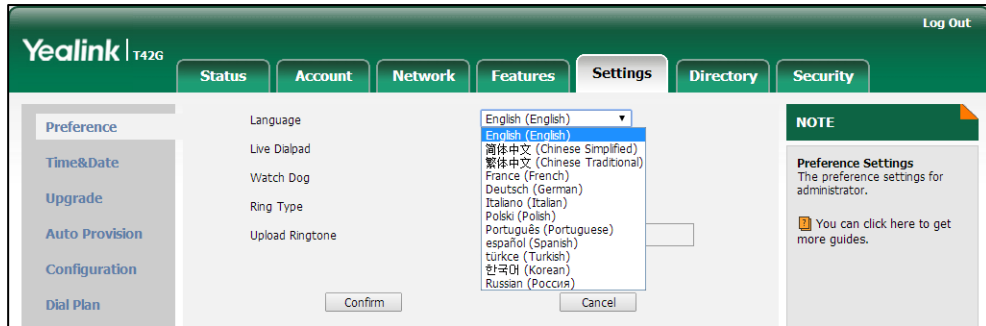 Log Out
Yealink T42G
Status Account Network Features Settings Directory Security
Preference
Time&Date
Upgrade
Auto Provision
Configuration
Dial Plan
Language English (English)
Live Dialpad
Watch Dog
Ring Type
Upload Ringtone
English (English)
简体中文 (Chinese Simplified)
繁体中文 (Chinese Traditional)
France (French)
Deutsch (German)
Italiano (Italian)
Polski (Polish)
Português (Portuguese)
español (Spanish)
türkce (Turkish)
한국어 (Korean)
Russian (Россия)
Confirm Cancel
NOTE
Preference Settings
The preference settings for
administrator.
You can click here to get
more guides.